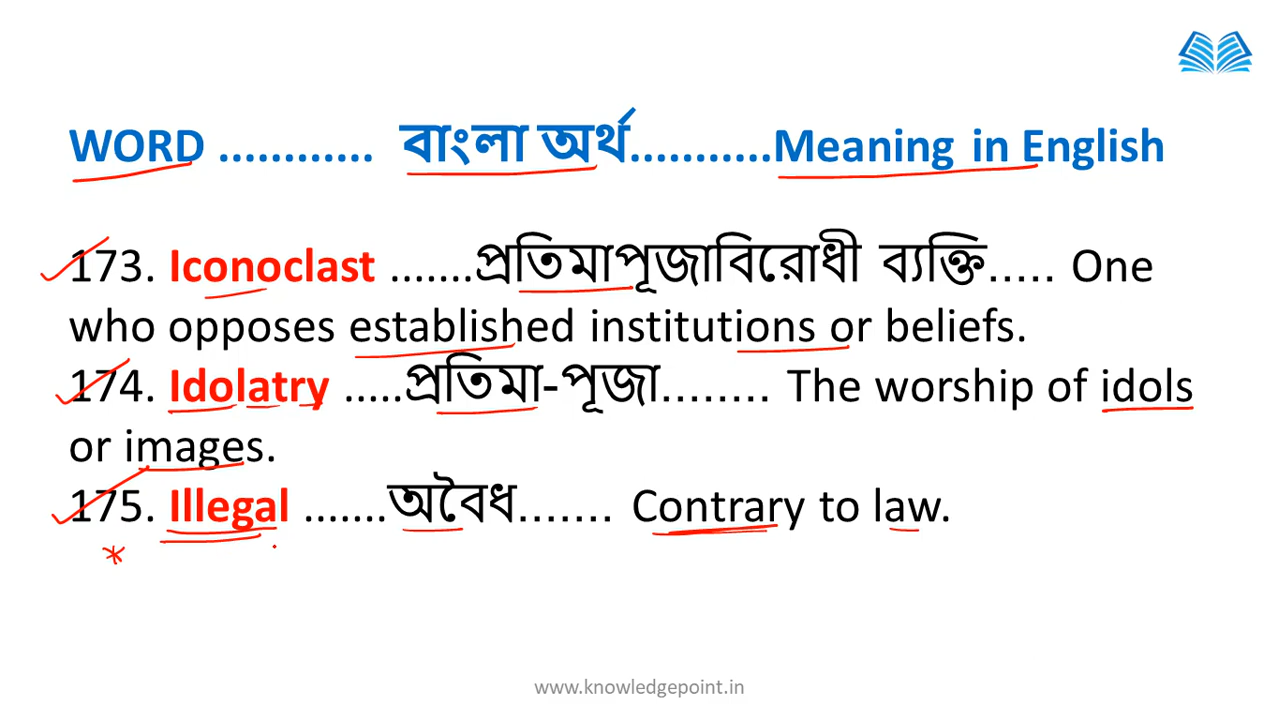 WORD ............ বাংলা অর্থ...........Meaning in English
173. Iconoclast .......প্রতিমাপূজাবিরোধী ব্যক্তি..... One
who opposes established institutions or beliefs.
174. Idolatry .....প্রতিমা-পূজা........ The worship of idols
or images.
175. Illegal .......অবৈধ....... Contrary to law.
*
www.knowledgepoint.in